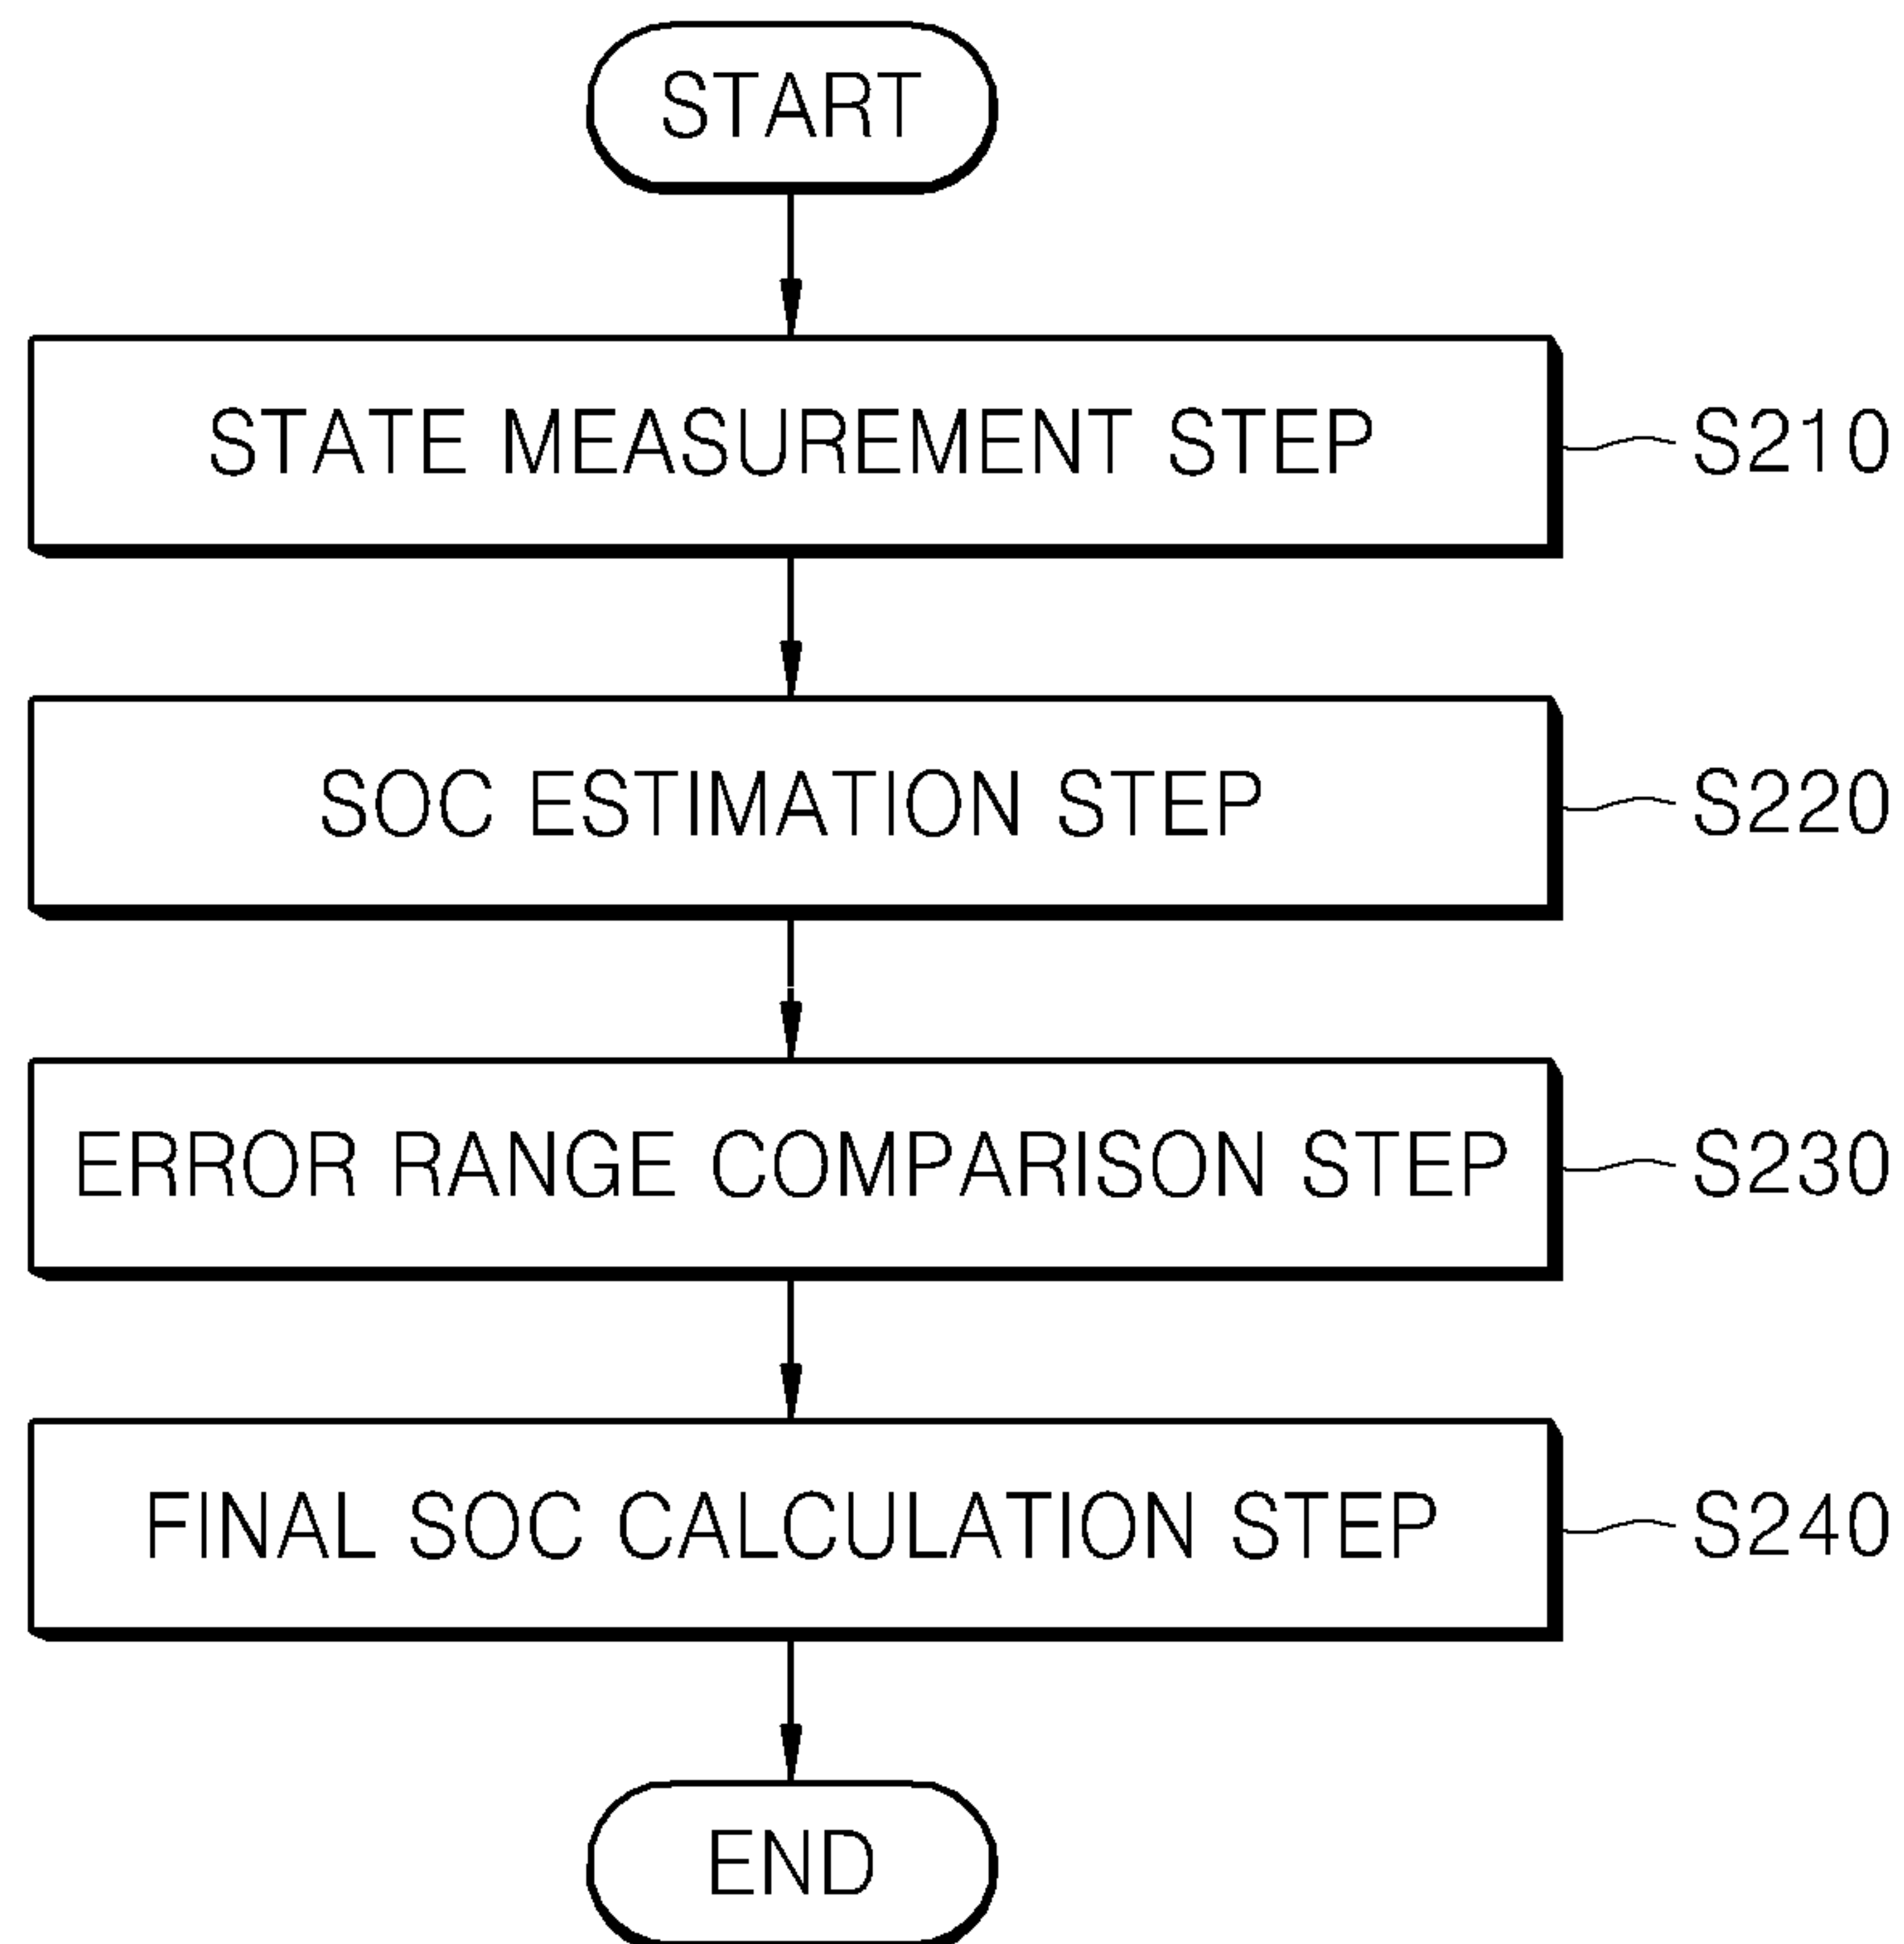 START
STATE MEASUREMENT STEP S210
SOC ESTIMATION STEP S220
ERROR RANGE COMPARISON STEP S230
FINAL SOC CALCULATION STEP S240
END